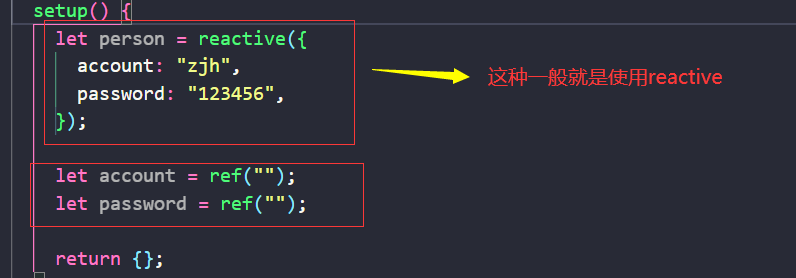 setup() {
let person = reactive({
account: "zjh",
password: "123456",
});
这种一般就是使用reactive
let account = ref("");
let password = ref("");
return {};